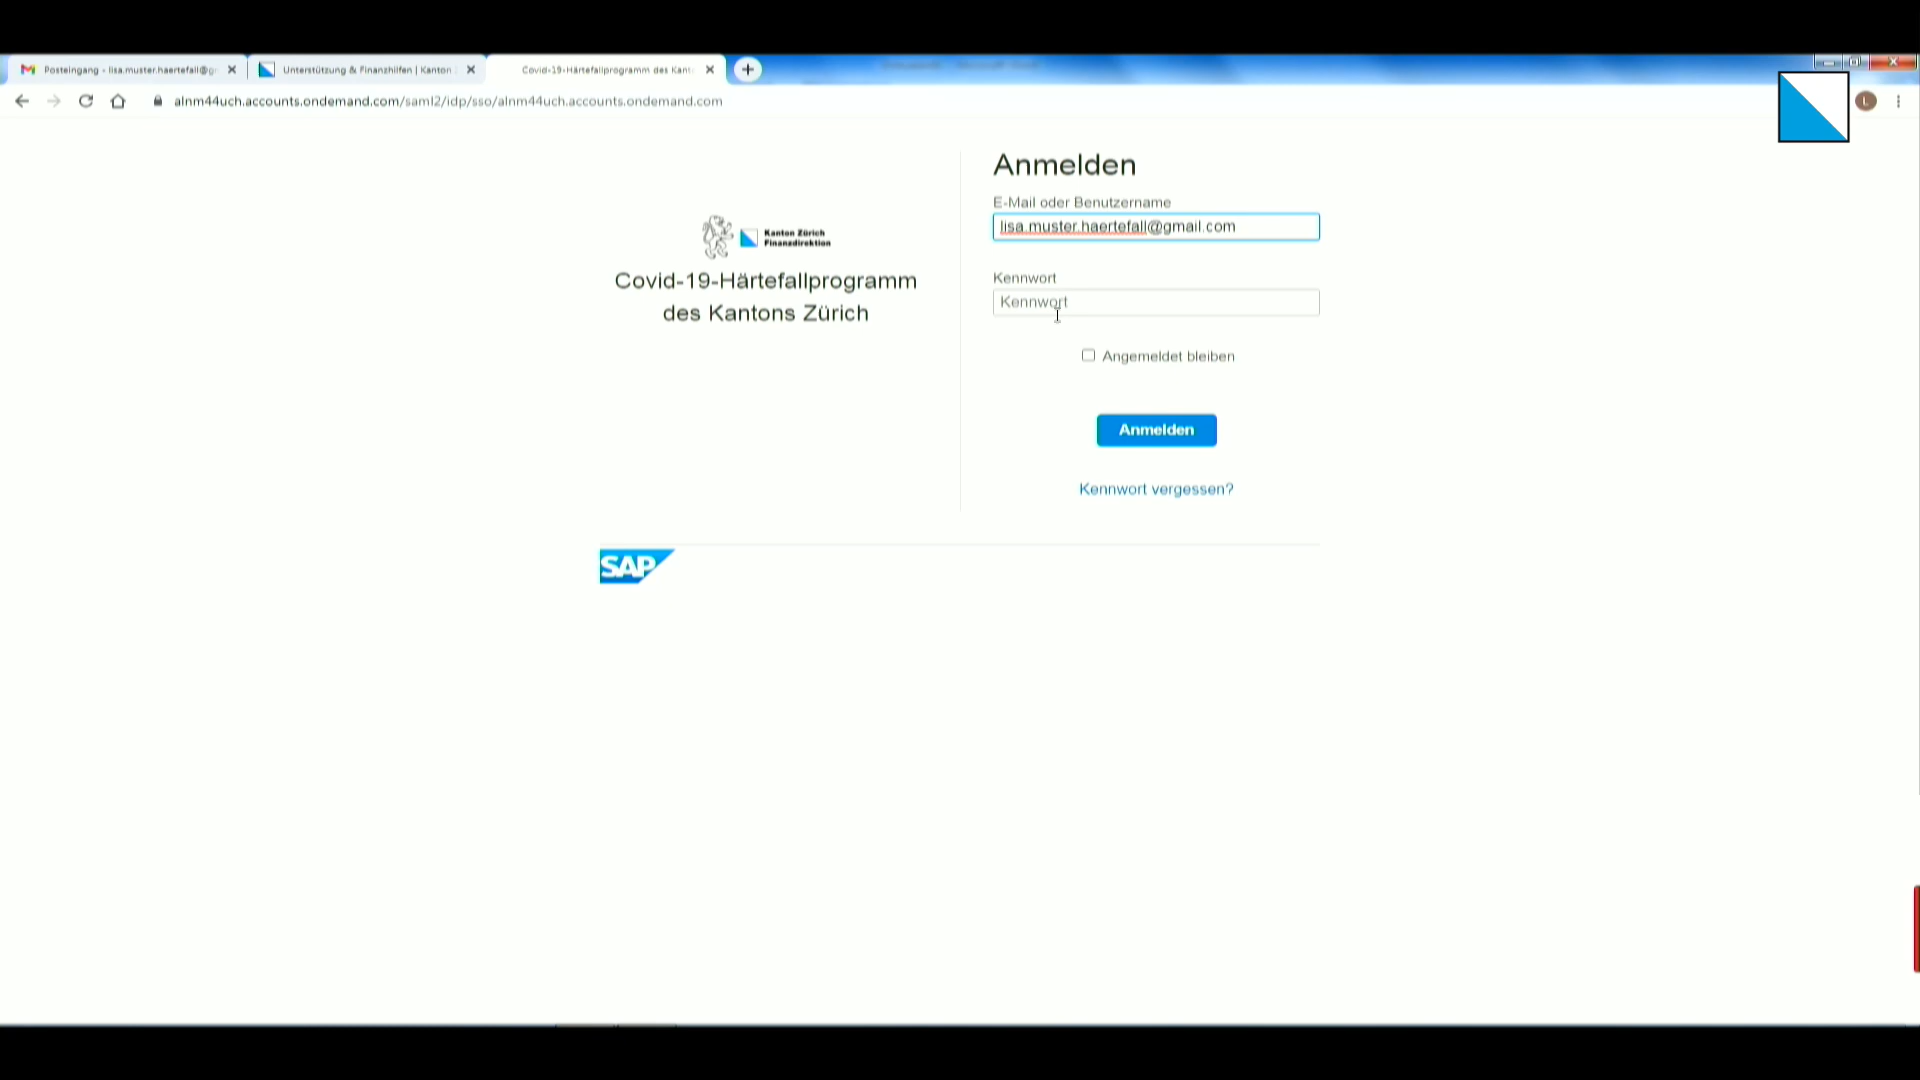 Posteingang - lisa.muster.haertefall@g
Unterstützung & Finanzhilfen | Kanton
Covid-19-Härtefallprogramm des Kant
alnm44uch.accounts.ondemand.com/saml2/idp/sso/alnm44uch.accounts.ondemand.com
L
Anmelden
E-Mail oder Benutzername
lisa.muster.haertefall@gmail.com
Kanton Zürich
Finanzdirektion
Covid-19-Härtefallprogramm
des Kantons Zürich
Kennwort
Kennwort
Angemeldet bleiben
Anmelden
Kennwort vergessen?
SAP